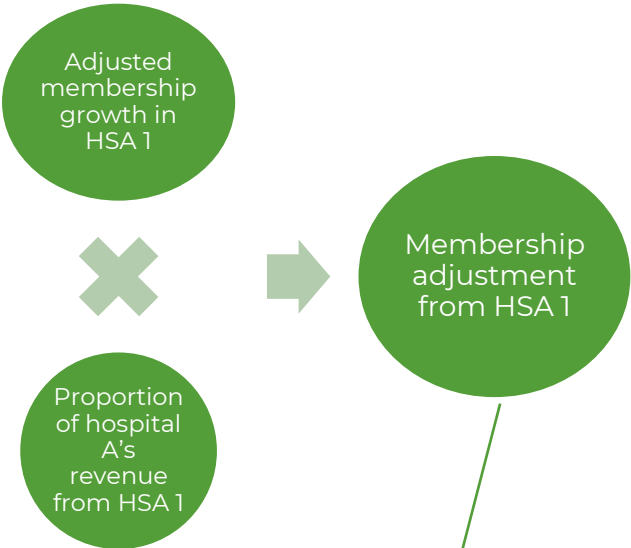 Adjusted
membership
growth in
HSA 1
Membership
adjustment
from HSA 1
Proportion
of hospital
A’s
revenue
from HSA 1